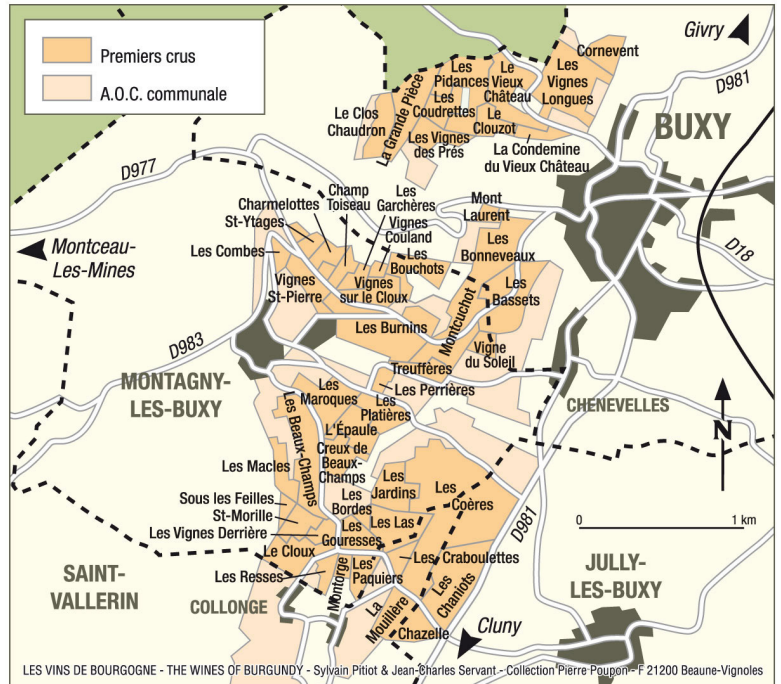 Premiers crus
A.O.C. communale
Givry
D981
Cornevent
Les
Vignes
Longues
Le
Vieux
Château
Les
Pidances
Les
Coudrettes
La Grande Pièce
Le Clos
Chaudron
Le
Clouzot
Les Vignes
des Prés
La Condemine
du Vieux Château
BUXY
D977
Champ
Toiseau
Les
Garchères
Mont
Laurent
Charmelottes
St-Ytages
Vignes
Couland
Les Combes
Les
Bouchots
Les
Bonneveaux
D18
Montceau-
Les-Mines
Vignes
St-Pierre
Vignes
sur le Cloux
Les
Bassets
Les Burnins
Montcuchot
Vigne
du Soleil
D983
Treuffères
Les Perrières
MONTAGNY-
LES-BUXY
Les
Maroques
Les
Platières
CHENEVELLES
N
Les Beaux-Champs
L'Épaule
Creux de
Beaux-
Champs
Les Macles
Les
Jardins
Les
Coères
Sous les Feilles
St-Morille
Les
Bordes
Les Vignes Derrière
Les
Gouresses
Les Las
D981
0 1 km
Le Cloux
Les Resses
Montorge
Les
Paquiers
Les Craboulettes
Les
Chaniots
SAINT-
VALLERIN
COLLONGE
JULLY-
LES-BUXY
La
Mouillère
Chazelle
Cluny
LES VINS DE BOURGOGNE - THE WINES OF BURGUNDY - Sylvain Pitiot & Jean-Charles Servant - Collection Pierre Poupon - F 21200 Beaune-Vignoles